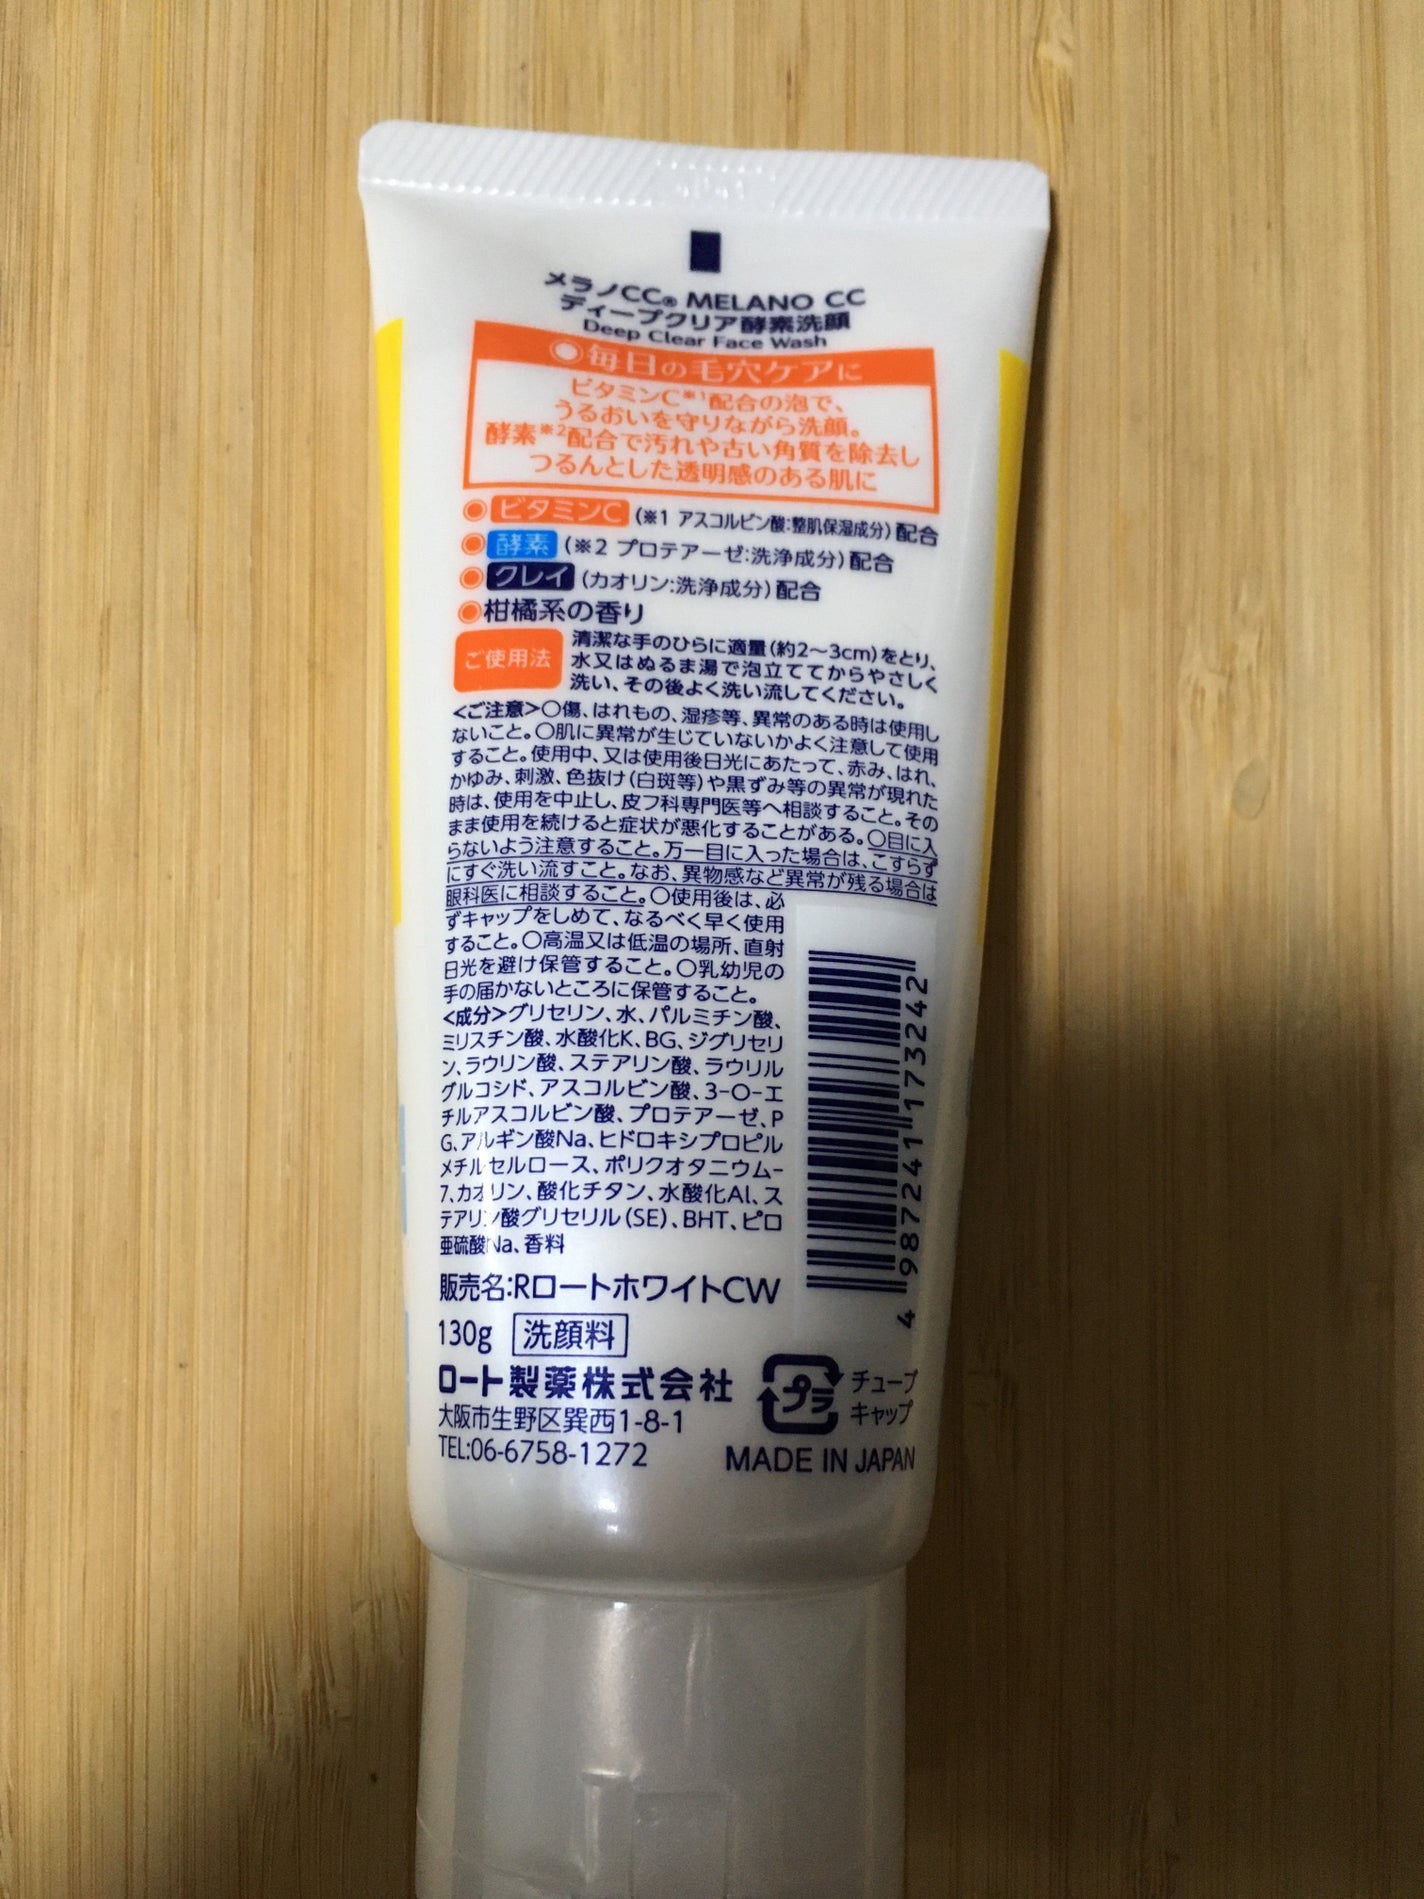 メラノCC® MELANO CC
ディープクリア酵素洗顔
Deep Clear Face Wash
◉毎日の毛穴ケアに
ビタミンC※1配合の泡で、
うるおいを守りながら洗顔。
酵素※2配合で汚れや古い角質を除去し
つるんとした透明感のある肌に
◉ビタミンC(※1 アスコルビン酸:整肌保湿成分)配合
◉酵素(※2 プロテアーゼ:洗浄成分)配合
◉クレイ(カオリン:洗浄成分)配合
◉柑橘系の香り
ご使用法
清潔な手のひらに適量(約2〜3cm)をとり、
水又はぬるま湯で泡立ててからやさしく
洗い、その後よく洗い流してください。
<ご注意>○傷、はれもの、湿疹等、異常のある時は使用し
ないこと。○肌に異常が生じていないかよく注意して使用
すること。使用中、又は使用後日光にあたって、赤み、はれ、
かゆみ、刺激、色抜け(白斑等)や黒ずみ等の異常が現れた
時は、使用を中止し、皮フ科専門医等へ相談すること。その
まま使用を続けると症状が悪化することがある。○目に入
らないよう注意すること。万一目に入った場合は、こすらず
にすぐ洗い流すこと。なお、異物感など異常が残る場合は
眼科医に相談すること。○使用後は、必
ずキャップをしめて、なるべく早く使用
すること。○高温又は低温の場所、直射
日光を避け保管すること。○乳幼児の
手の届かないところに保管すること。
<成分>グリセリン、水、パルミチン酸、
ミリスチン酸、水酸化K、BG、ジグリセリ
ン、ラウリン酸、ステアリン酸、ラウリル
グルコシド、アスコルビン酸、3-O-エ
チルアスコルビン酸、プロテアーゼ、P
G、アルギン酸Na、ヒドロキシプロピル
メチルセルロース、ポリクオタニウム-
7、カオリン、酸化チタン、水酸化Al、ス
テアリン酸グリセリル(SE)、BHT、ピロ
亜硫酸Na、香料
4 987241 173242
販売名:RロートホワイトCW
130g 洗顔料
ロート製薬株式会社
大阪市生野区巽西1-8-1
TEL:06-6758-1272
プラ
チューブ
キャップ
MADE IN JAPAN